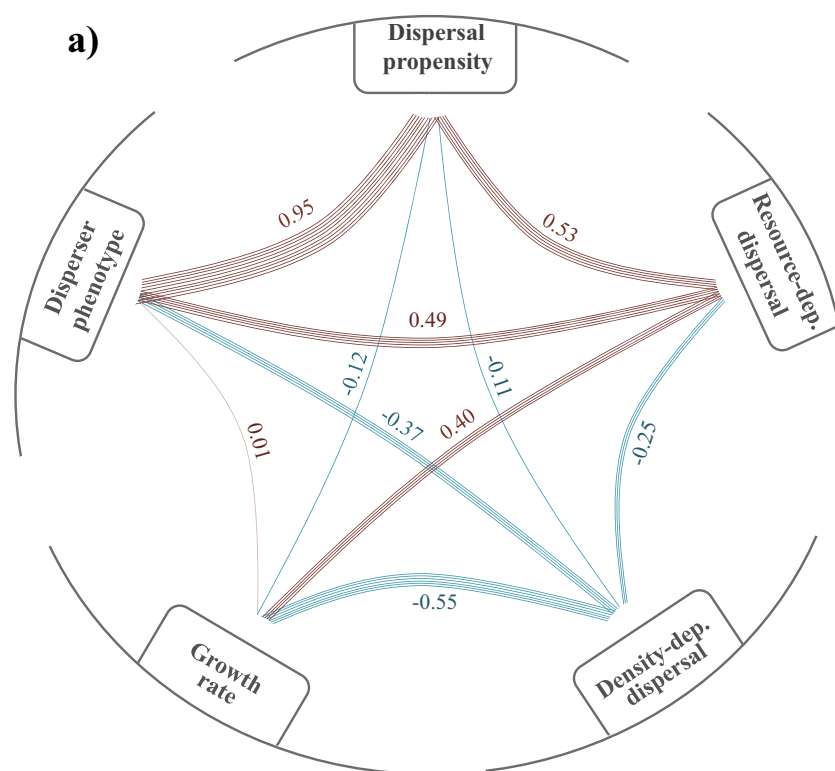 a)
Dispersal
propensity
0.95
0.53
Disperser
phenotype
Resource-dep.
dispersal
0.49
-0.12
-0.11
0.01
-0.37
0.40
-0.25
-0.55
Growth
rate
Density-dep.
dispersal